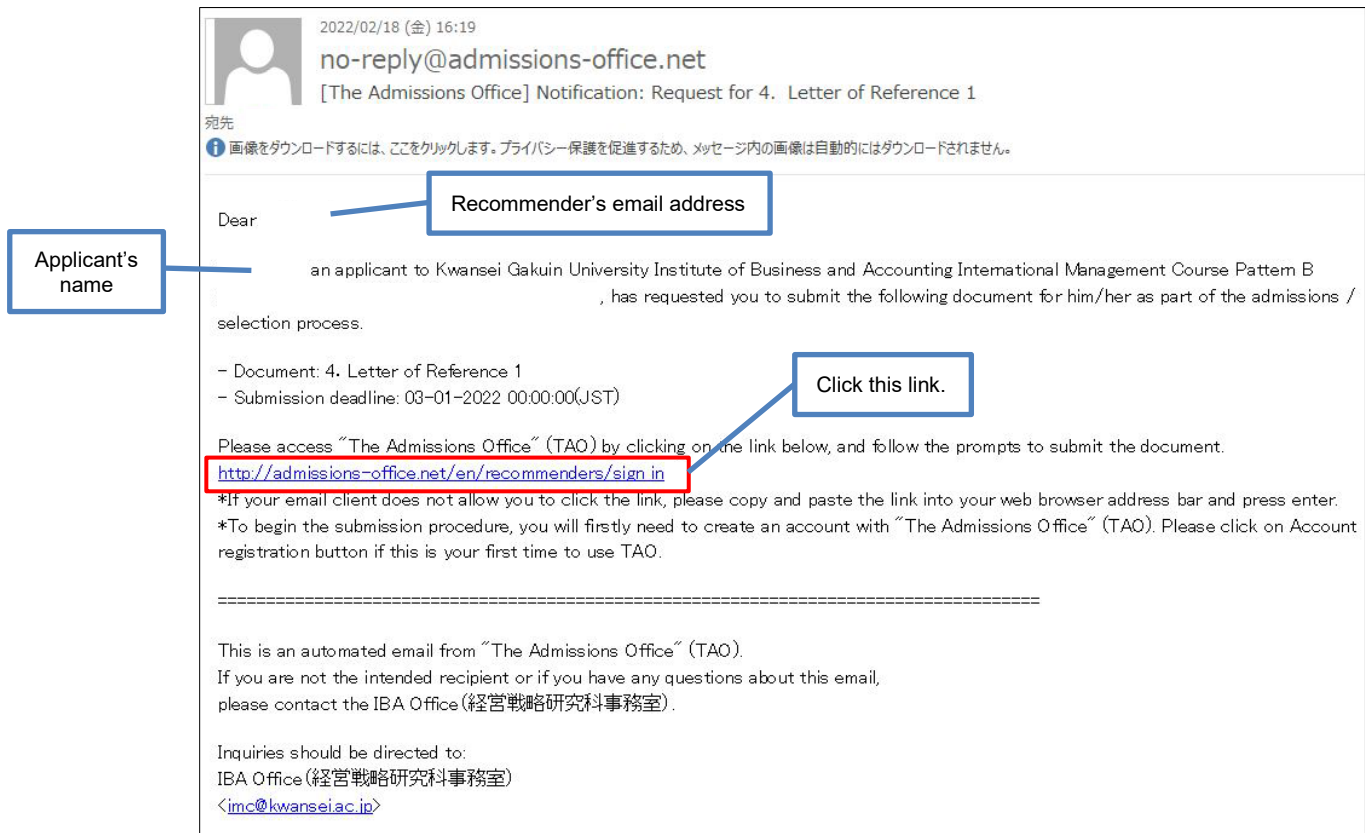 2022/02/18 (金) 16:19
no-reply@admissions-office.net
[The Admissions Office] Notification: Request for 4. Letter of Reference 1
宛先
画像をダウンロードするには、ここをクリックします。プライバシー保護を促進するため、メッセージ内の画像は自動的にはダウンロードされません。
Recommender's email address
Dear
Applicant's
name
an applicant to Kwansei Gakuin University Institute of Business and Accounting International Management Course Pattern B
, has requested you to submit the following document for him/her as part of the admissions /
selection process.
- Document: 4. Letter of Reference 1
- Submission deadline: 03-01-2022 00:00:00(JST)
Click this link.
Please access "The Admissions Office" (TAO) by clicking on the link below, and follow the prompts to submit the document.
http://admissions-office.net/en/recommenders/sign in
*If your email client does not allow you to click the link, please copy and paste the link into your web browser address bar and press enter.
*To begin the submission procedure, you will firstly need to create an account with "The Admissions Office" (TAO). Please click on Account
registration button if this is your first time to use TAO.
=====================================================================================
This is an automated email from "The Admissions Office" (TAO).
If you are not the intended recipient or if you have any questions about this email,
please contact the IBA Office(経営戦略研究科事務室).
Inquiries should be directed to:
IBA Office(経営戦略研究科事務室)
<imc@kwansei.ac.jp>